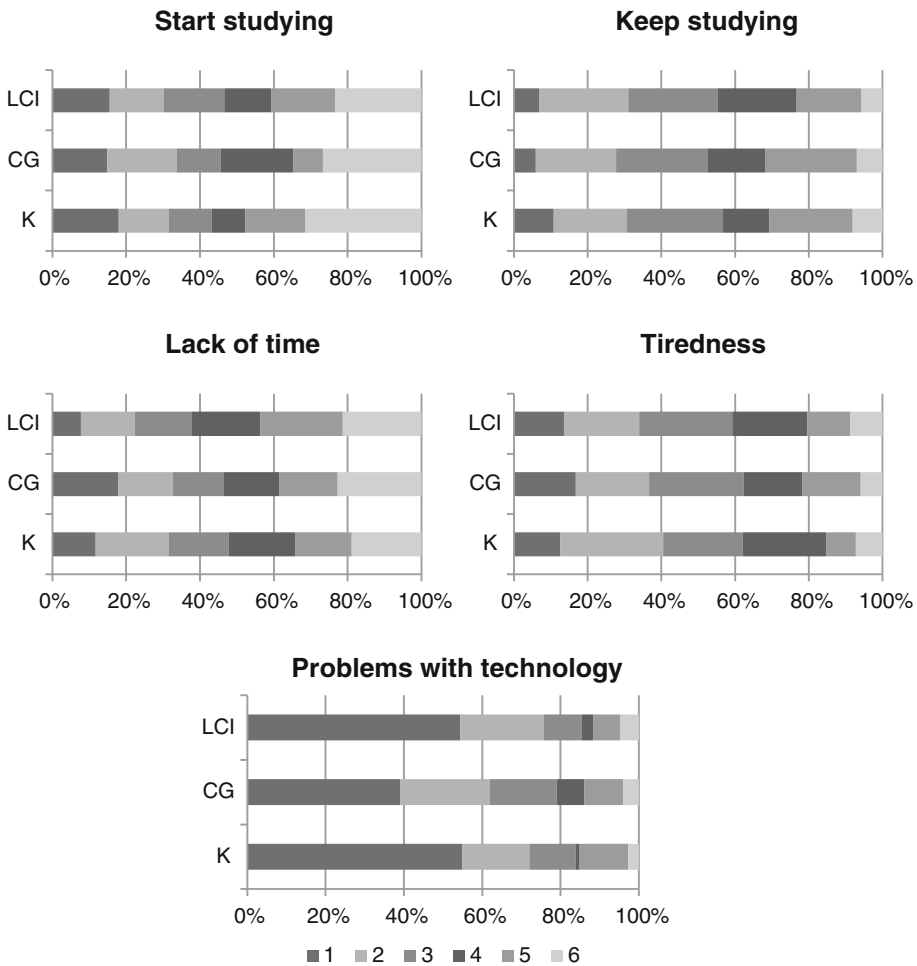 Start studying
LCI
CG
K
0% 20% 40% 60% 80% 100%
Keep studying
LCI
CG
K
0% 20% 40% 60% 80% 100%
Lack of time
LCI
CG
K
0% 20% 40% 60% 80% 100%
Tiredness
LCI
CG
K
0% 20% 40% 60% 80% 100%
Problems with technology
LCI
CG
K
0% 20% 40% 60% 80% 100%
1 2 3 4 5 6